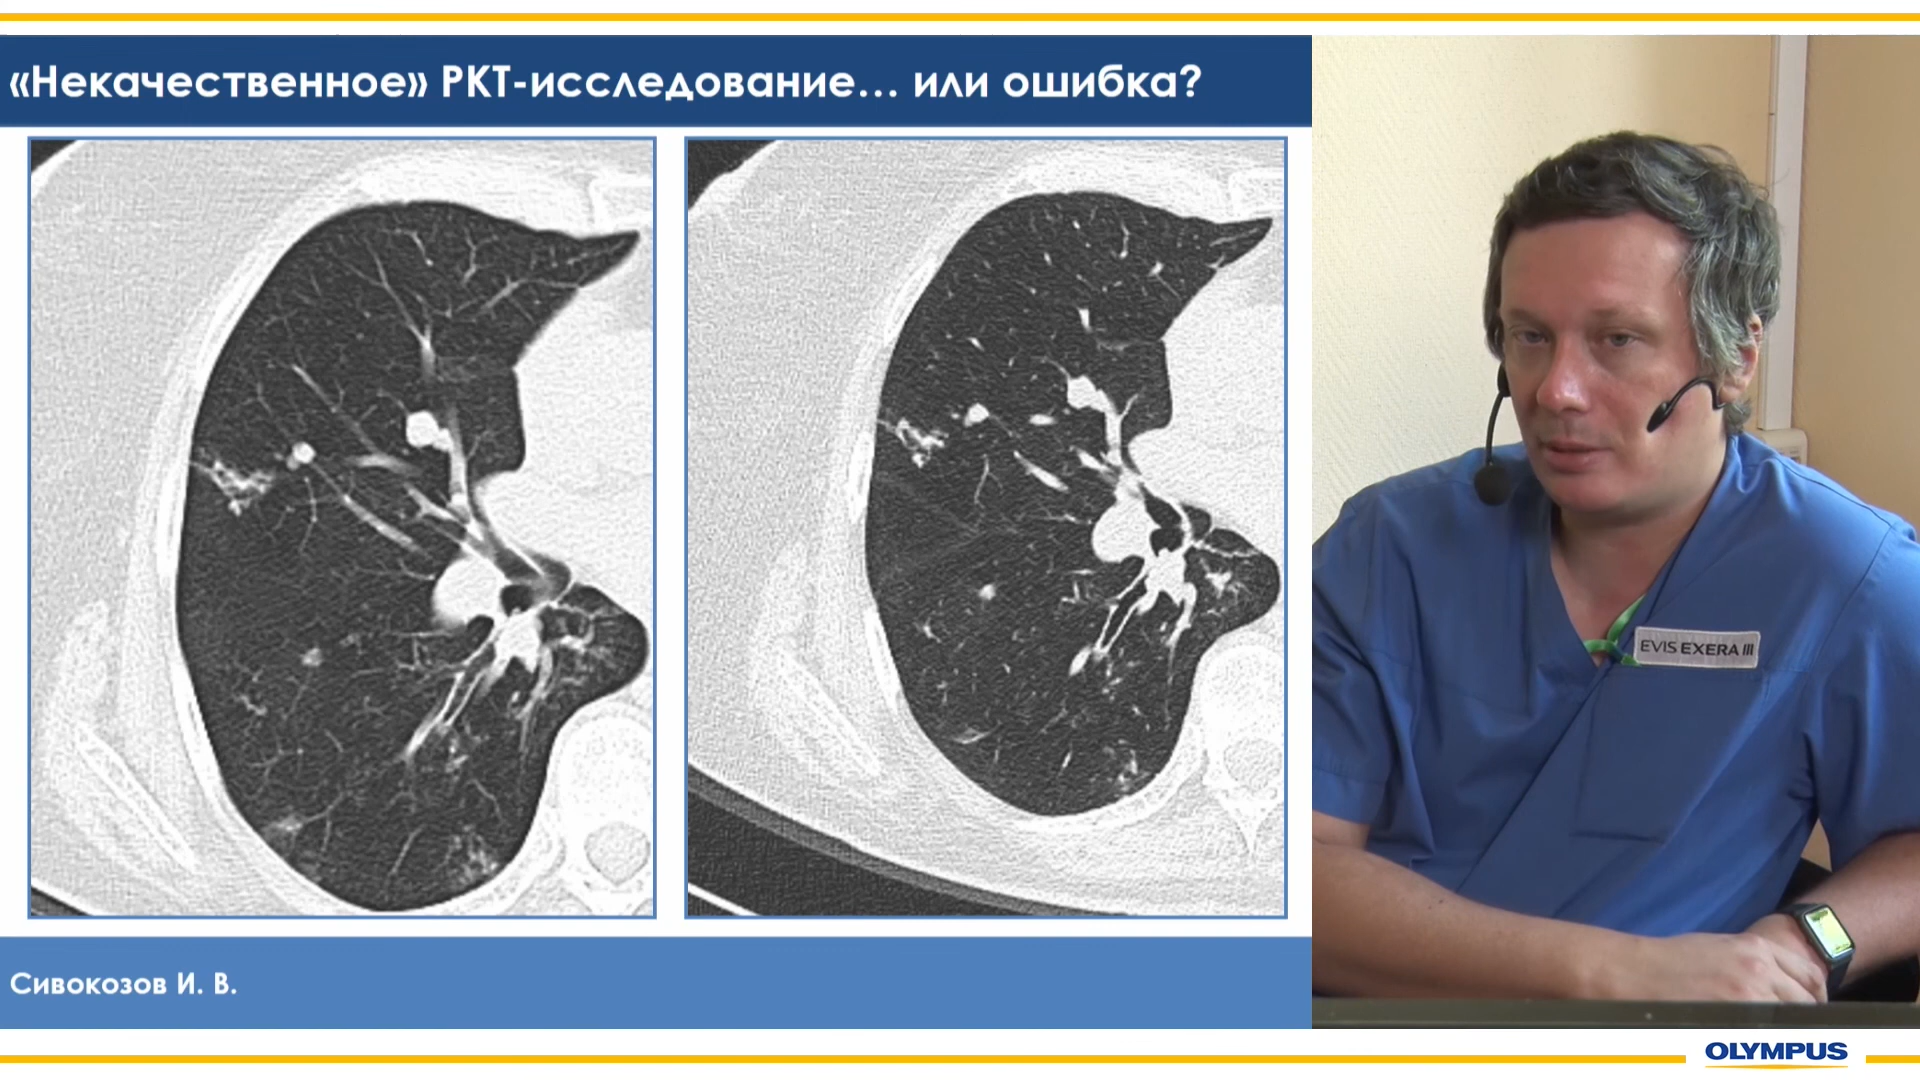 «Некачественное» РКТ-исследование... или ошибка?
EVIS EXERA III
Сивокозов И. В.
OLYMPUS